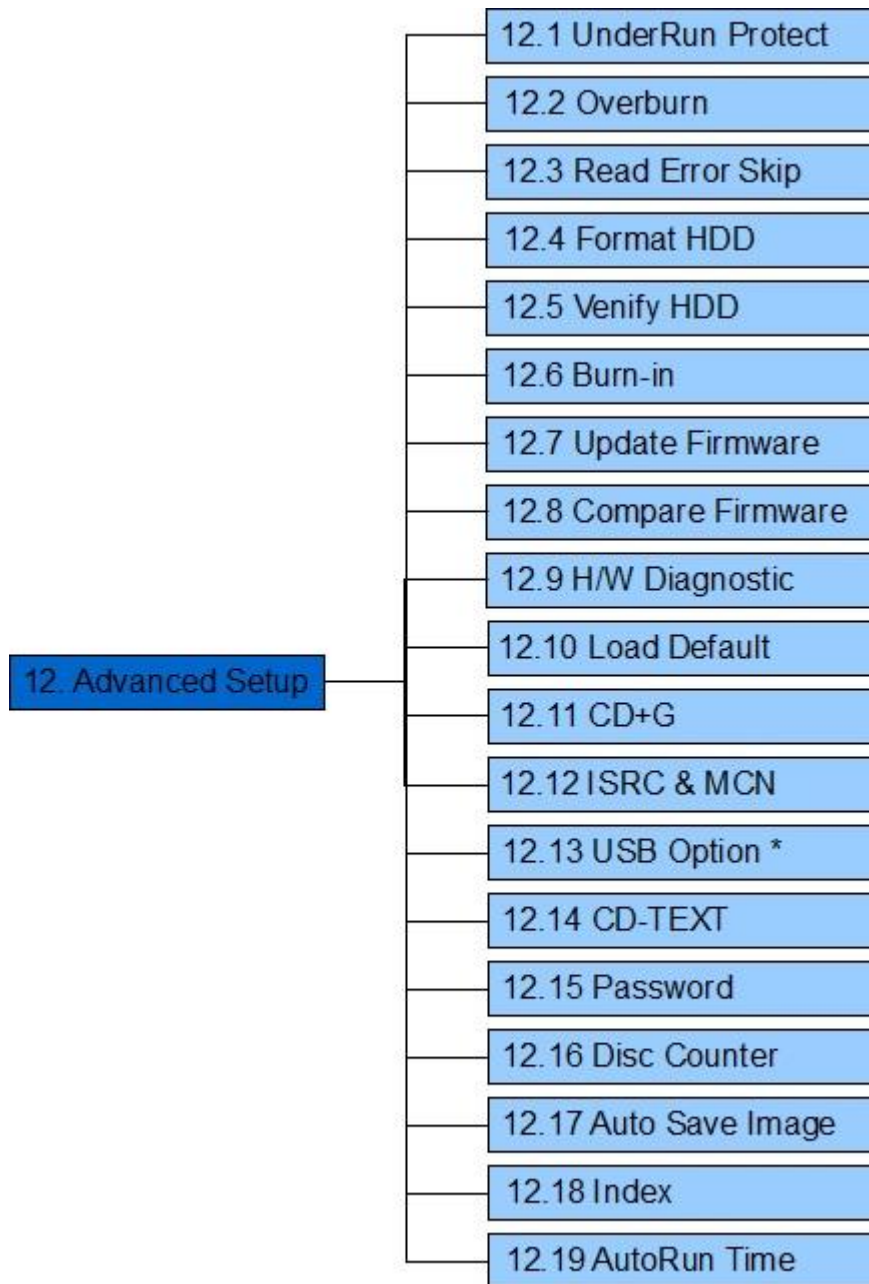 12.1 UnderRun Protect
12.2 Overburn
12.3 Read Error Skip
12.4 Format HDD
12.5 Venify HDD
12.6 Burn-in
12.7 Update Firmware
12.8 Compare Firmware
12.9 H/W Diagnostic
12. Advanced Setup
12.10 Load Default
12.11 CD+G
12.12 ISRC & MCN
12.13 USB Option *
12.14 CD-TEXT
12.15 Password
12.16 Disc Counter
12.17 Auto Save Image
12.18 Index
12.19 AutoRun Time